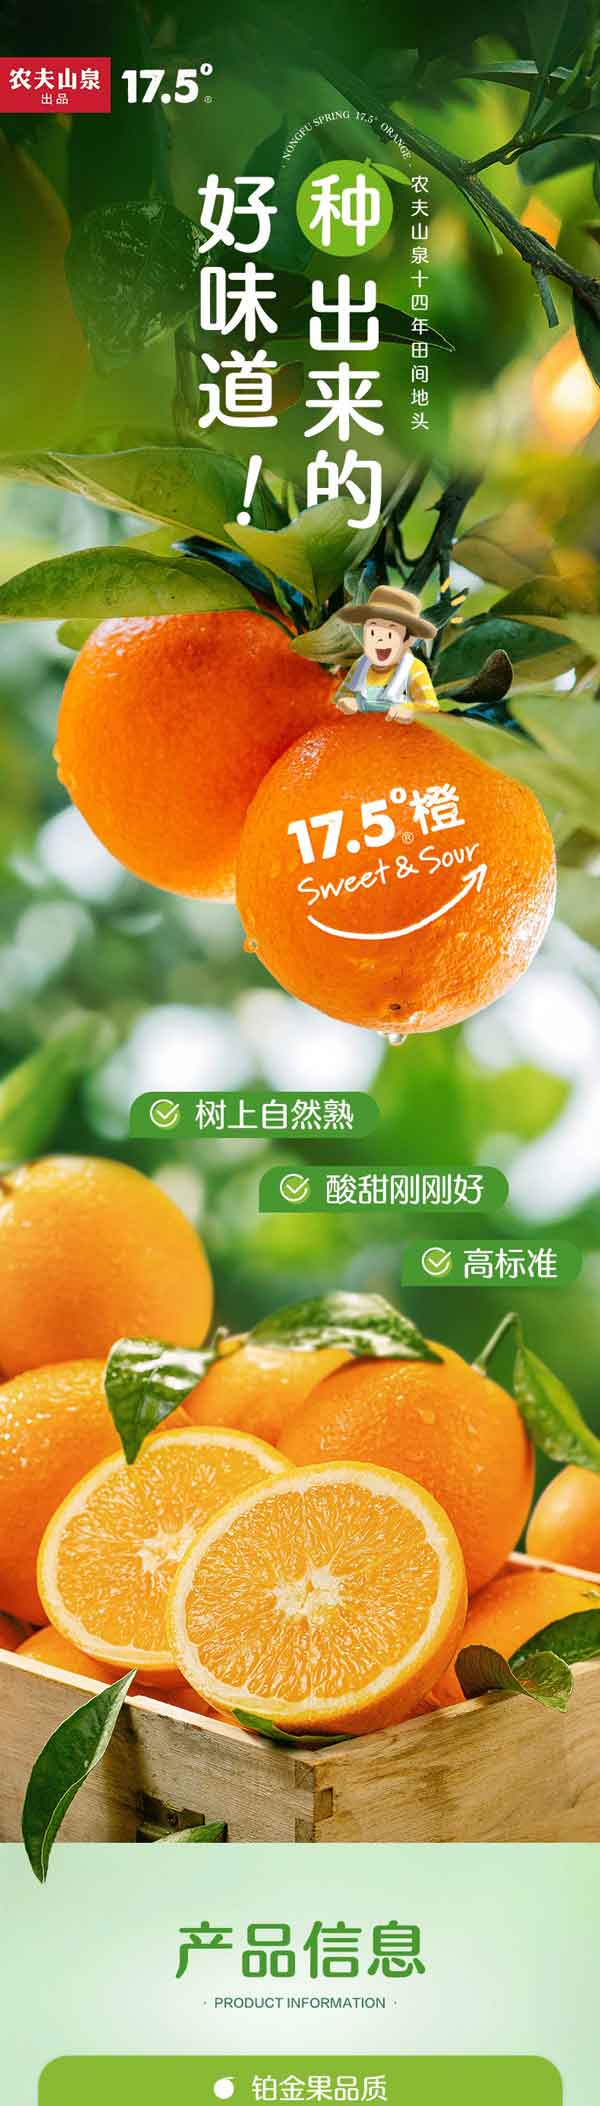 农夫山泉
出品
17.5°
®
· NONGFU SPRING 17.5° ORANGE ·
种出来的
好味道！
农夫山泉十四年田间地头
17.5°橙
®
Sweet & Sour
树上自然熟
酸甜刚刚好
高标准
产品信息
· PRODUCT INFORMATION ·
铂金果品质